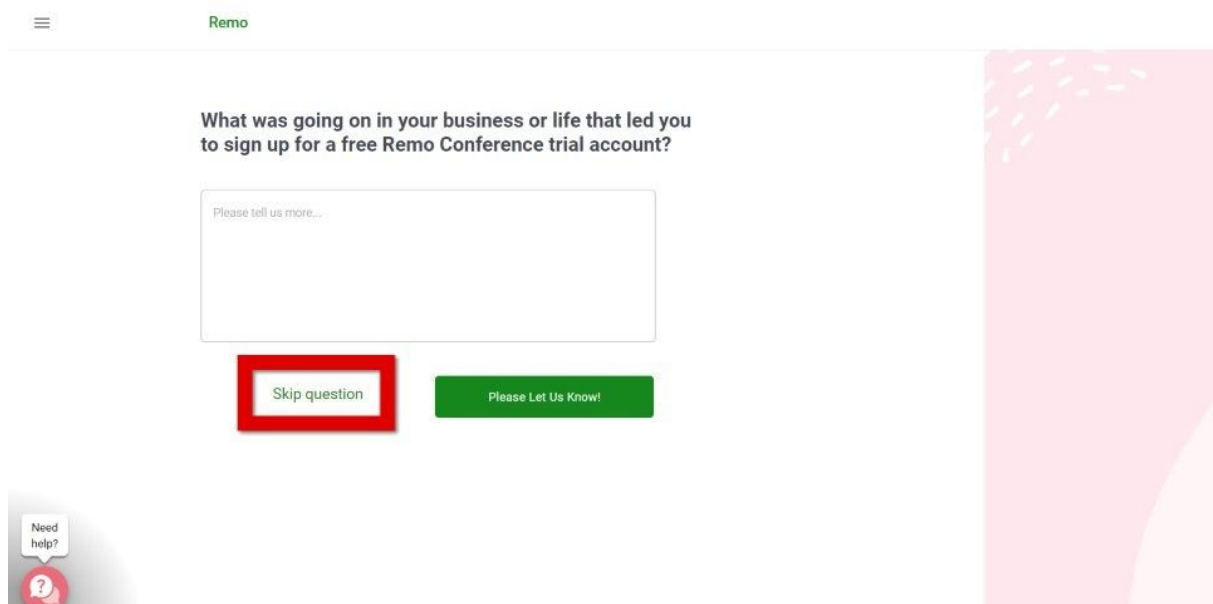 Remo
What was going on in your business or life that led you
to sign up for a free Remo Conference trial account?
Please tell us more...
Skip question
Please Let Us Know!
Need
help?
?